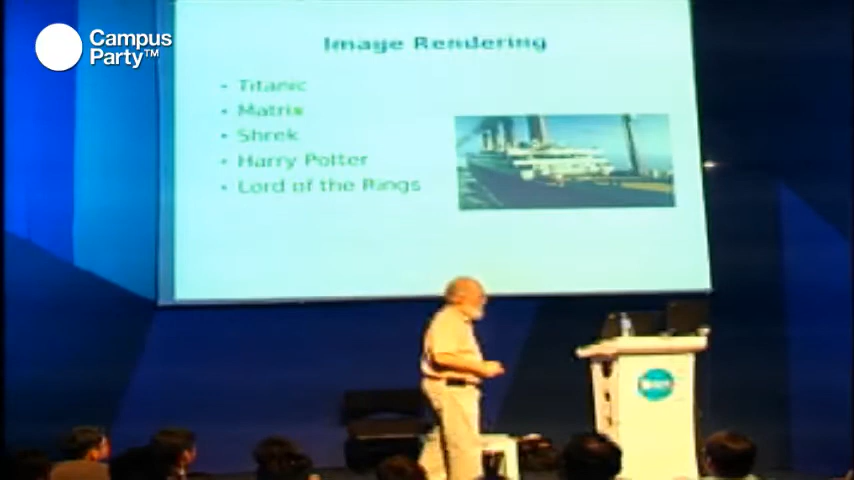 Campus
Party™
Image Rendering
• Titanic
• Matrix
• Shrek
• Harry Potter
• Lord of the Rings